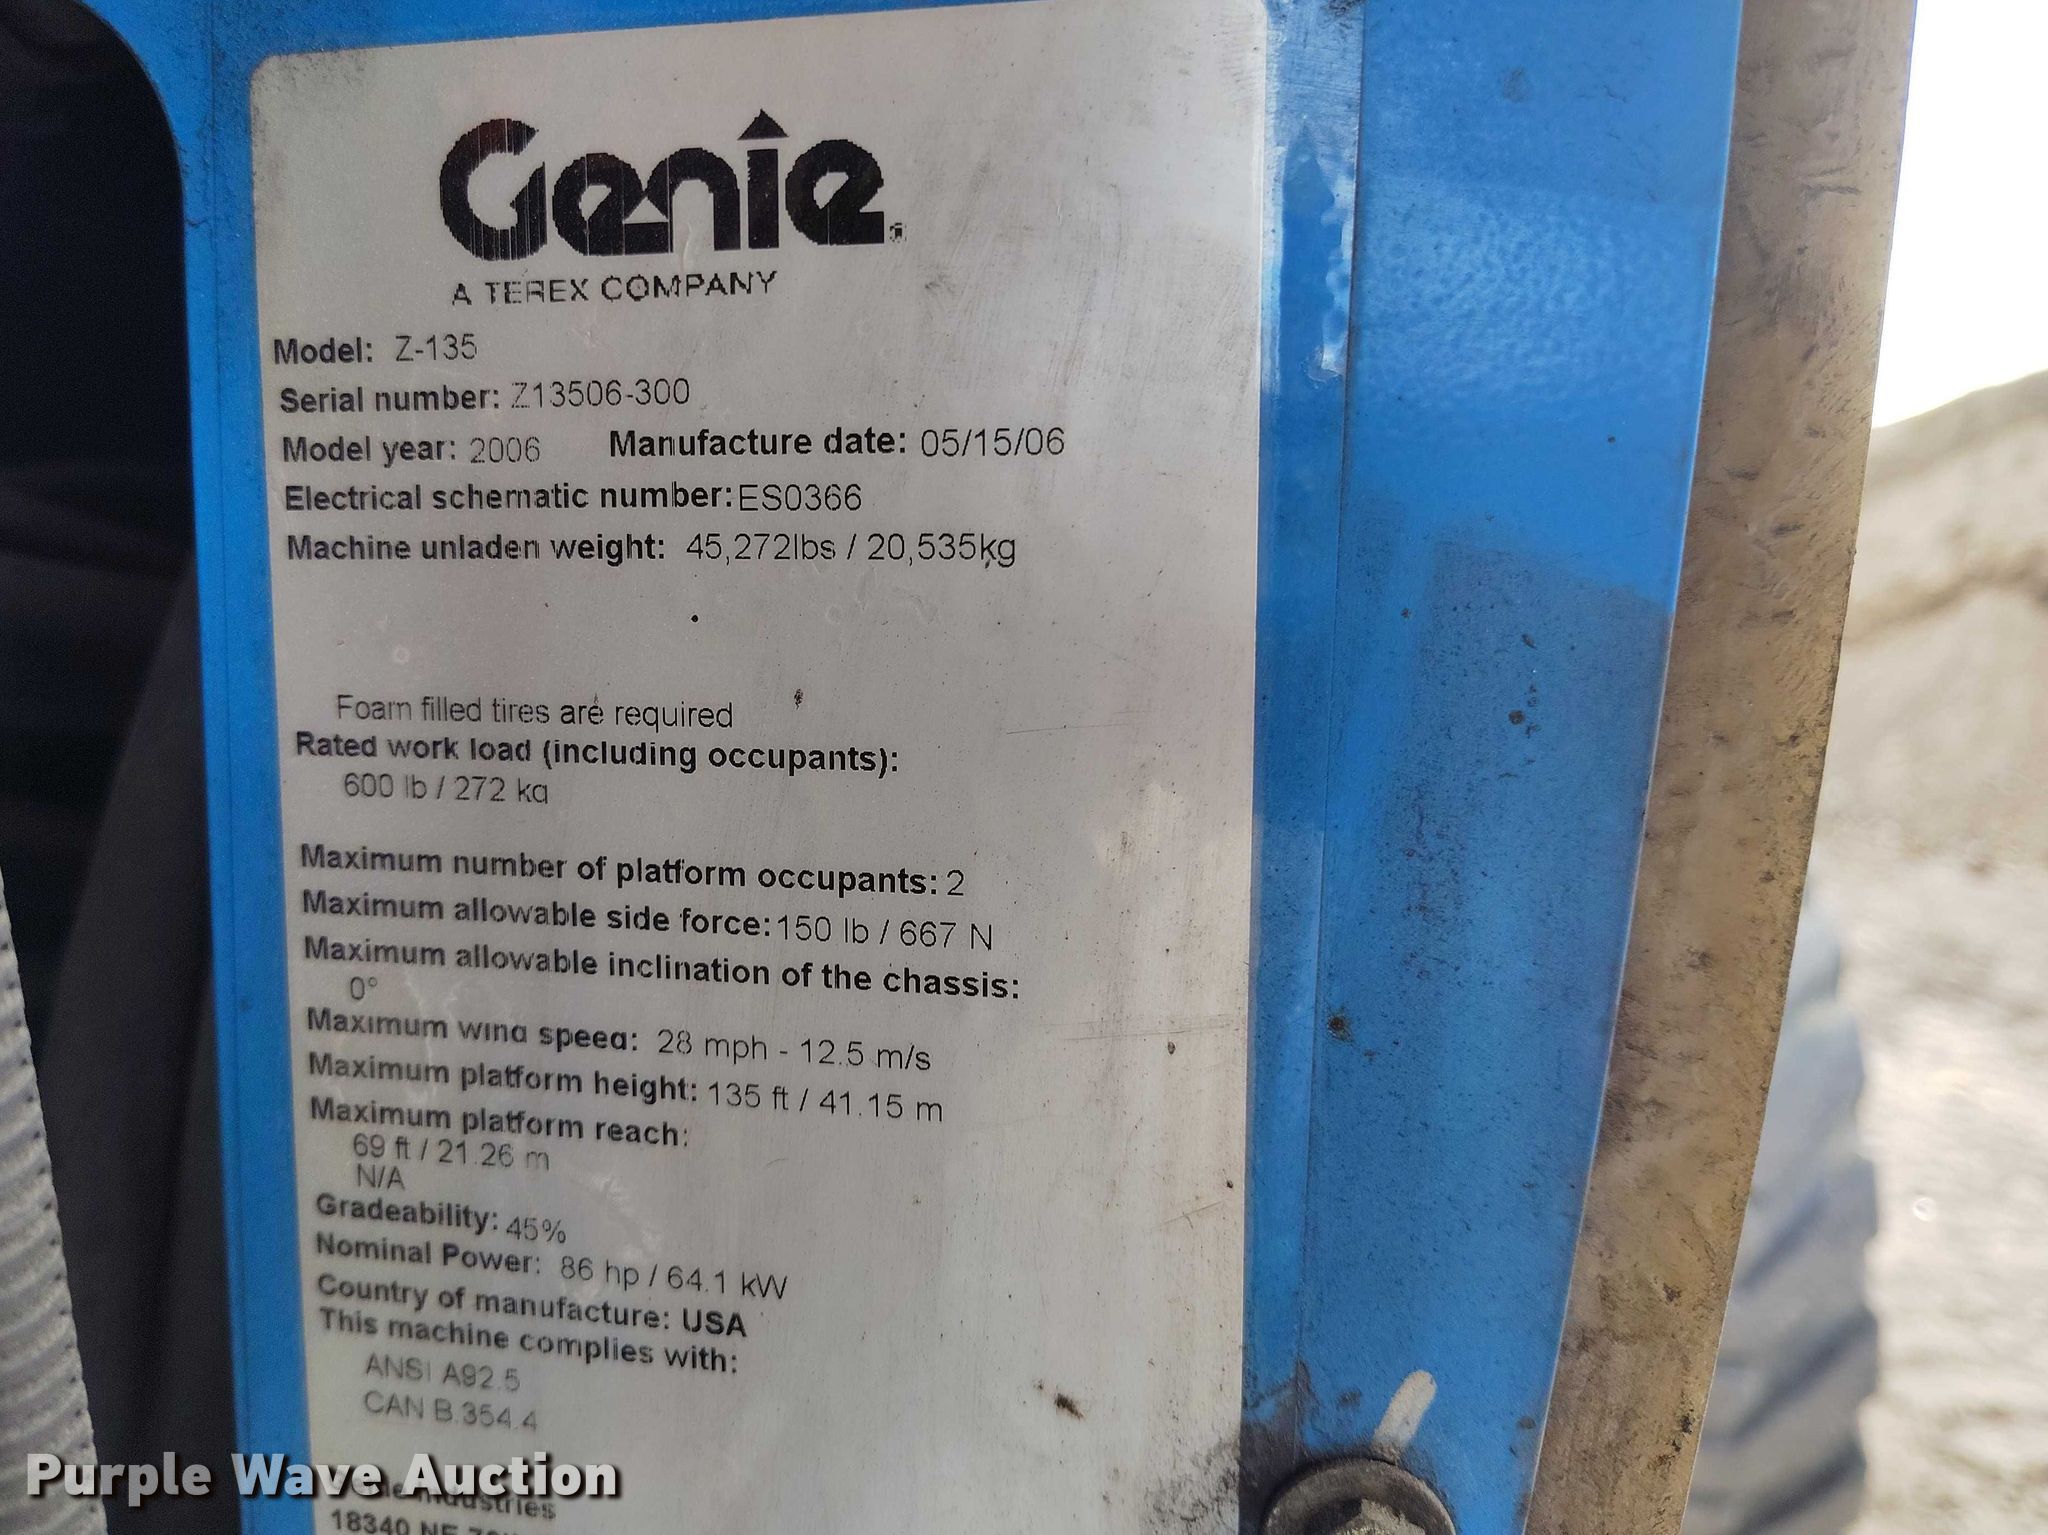 Genie
A TEREX COMPANY
Model: Z-135
Serial number: Z13506-300
Model year: 2006 Manufacture date: 05/15/06
Electrical schematic number: ES0366
Machine unladen weight: 45,272lbs / 20,535kg
Foam filled tires are required
Rated work load (including occupants):
600 lb / 272 kg
Maximum number of platform occupants: 2
Maximum allowable side force: 150 lb / 667 N
Maximum allowable inclination of the chassis:
0°
Maximum wind speed: 28 mph - 12.5 m/s
Maximum platform height: 135 ft / 41.15 m
Maximum platform reach:
69 ft / 21.26 m
N/A
Gradeability: 45%
Nominal Power: 86 hp / 64.1 kW
Country of manufacture: USA
This machine complies with:
ANSI A92.5
CAN B.354.4
Purple Wave Auction
Industries
18340 NE